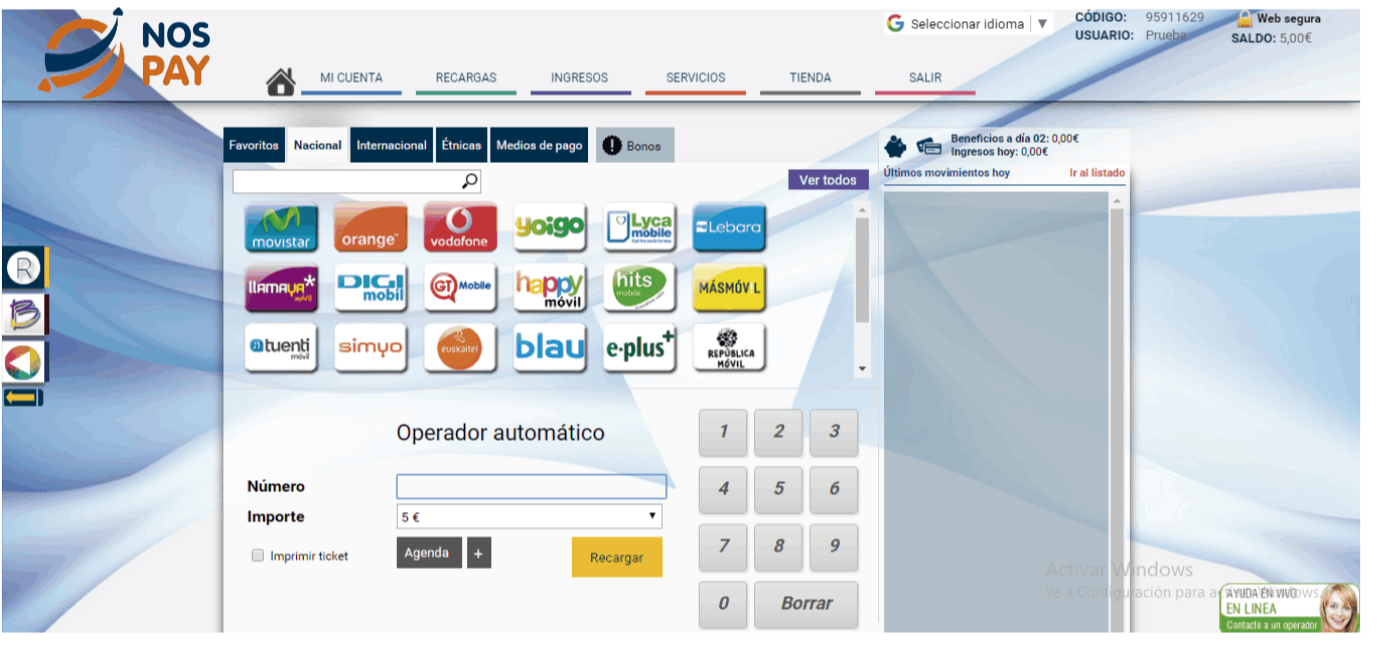 NOS
PAY
Seleccionar idioma
CÓDIGO: 95911629
USUARIO: Prueba
Web segura
SALDO: 5,00€
MI CUENTA
RECARGAS
INGRESOS
SERVICIOS
TIENDA
SALIR
Favoritos
Nacional
Internacional
Étnicas
Medios de pago
Bonos
Ver todos
Beneficios a día 02: 0,00€
Ingresos hoy: 0,00€
Últimos movimientos hoy
Ir al listado
movistar
orange
vodafone
yoigo
Lyca
mobile
Lebara
llamaya
móvil
DIGI
mobil
GT Mobile
happy
móvil
hits
mobile
MÁSMÓV L
tuenti
móvil
simyo
euskaltel
blau
e·plus+
REPÚBLICA
MÓVIL
R
B
Operador automático
Número
Importe
5 €
Imprimir ticket
Agenda
+
Recargar
1 2 3
4 5 6
7 8 9
0 Borrar
Activar Windows
Ve a Configuración para
AYUDA EN VIVO
EN LINEA
Contacte a un operador